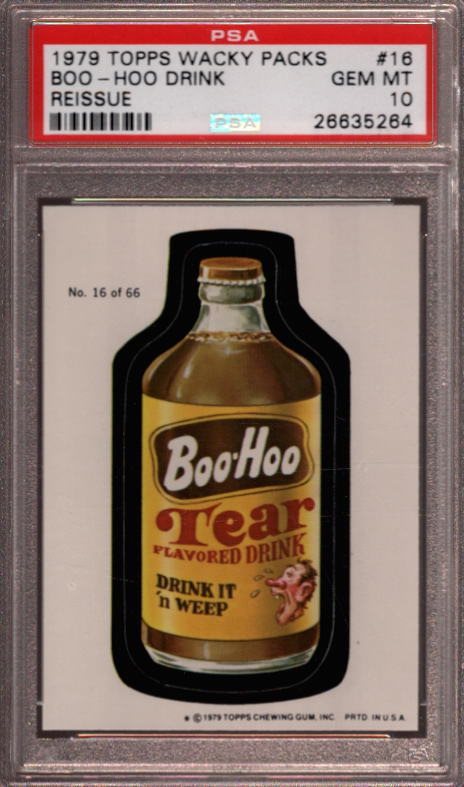 PSA
1979 TOPPS WACKY PACKS #16
BOO-HOO DRINK GEM MT
REISSUE 10
PSA 26635264
No. 16 of 66
Boo-Hoo
Tear
FLAVORED DRINK
DRINK IT
'n WEEP
* © 1979 TOPPS CHEWING GUM, INC. PRTD. IN U.S.A.